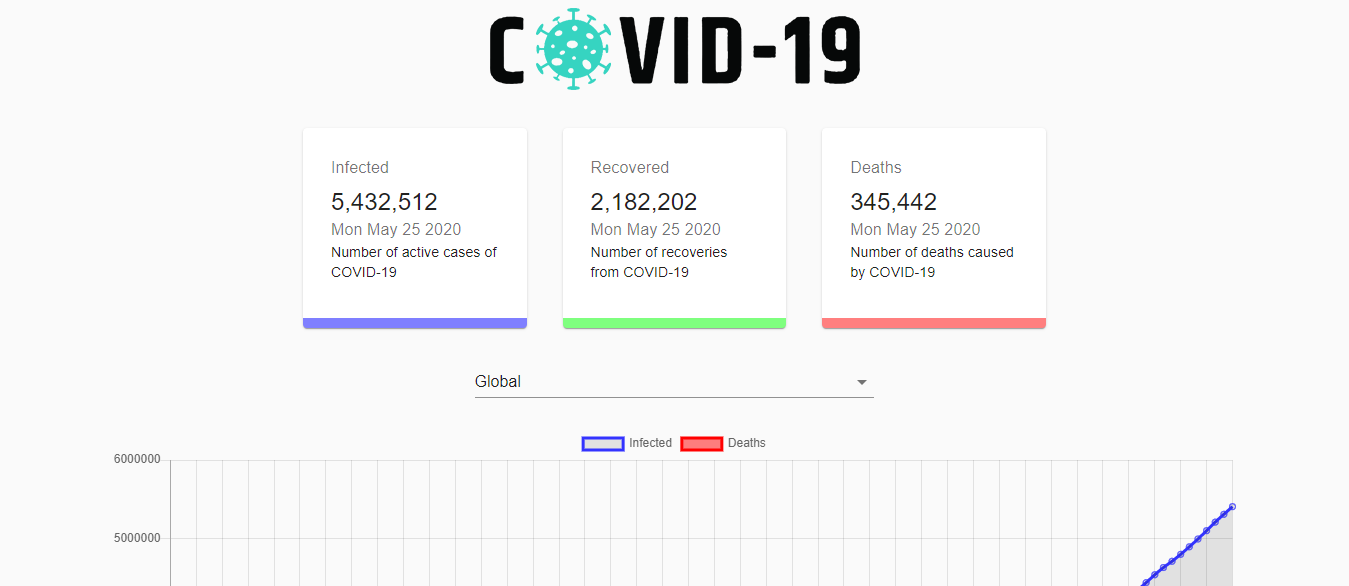 COVID-19
Infected
5,432,512
Mon May 25 2020
Number of active cases of
COVID-19
Recovered
2,182,202
Mon May 25 2020
Number of recoveries
from COVID-19
Deaths
345,442
Mon May 25 2020
Number of deaths caused
by COVID-19
Global
Infected Deaths
6000000
5000000